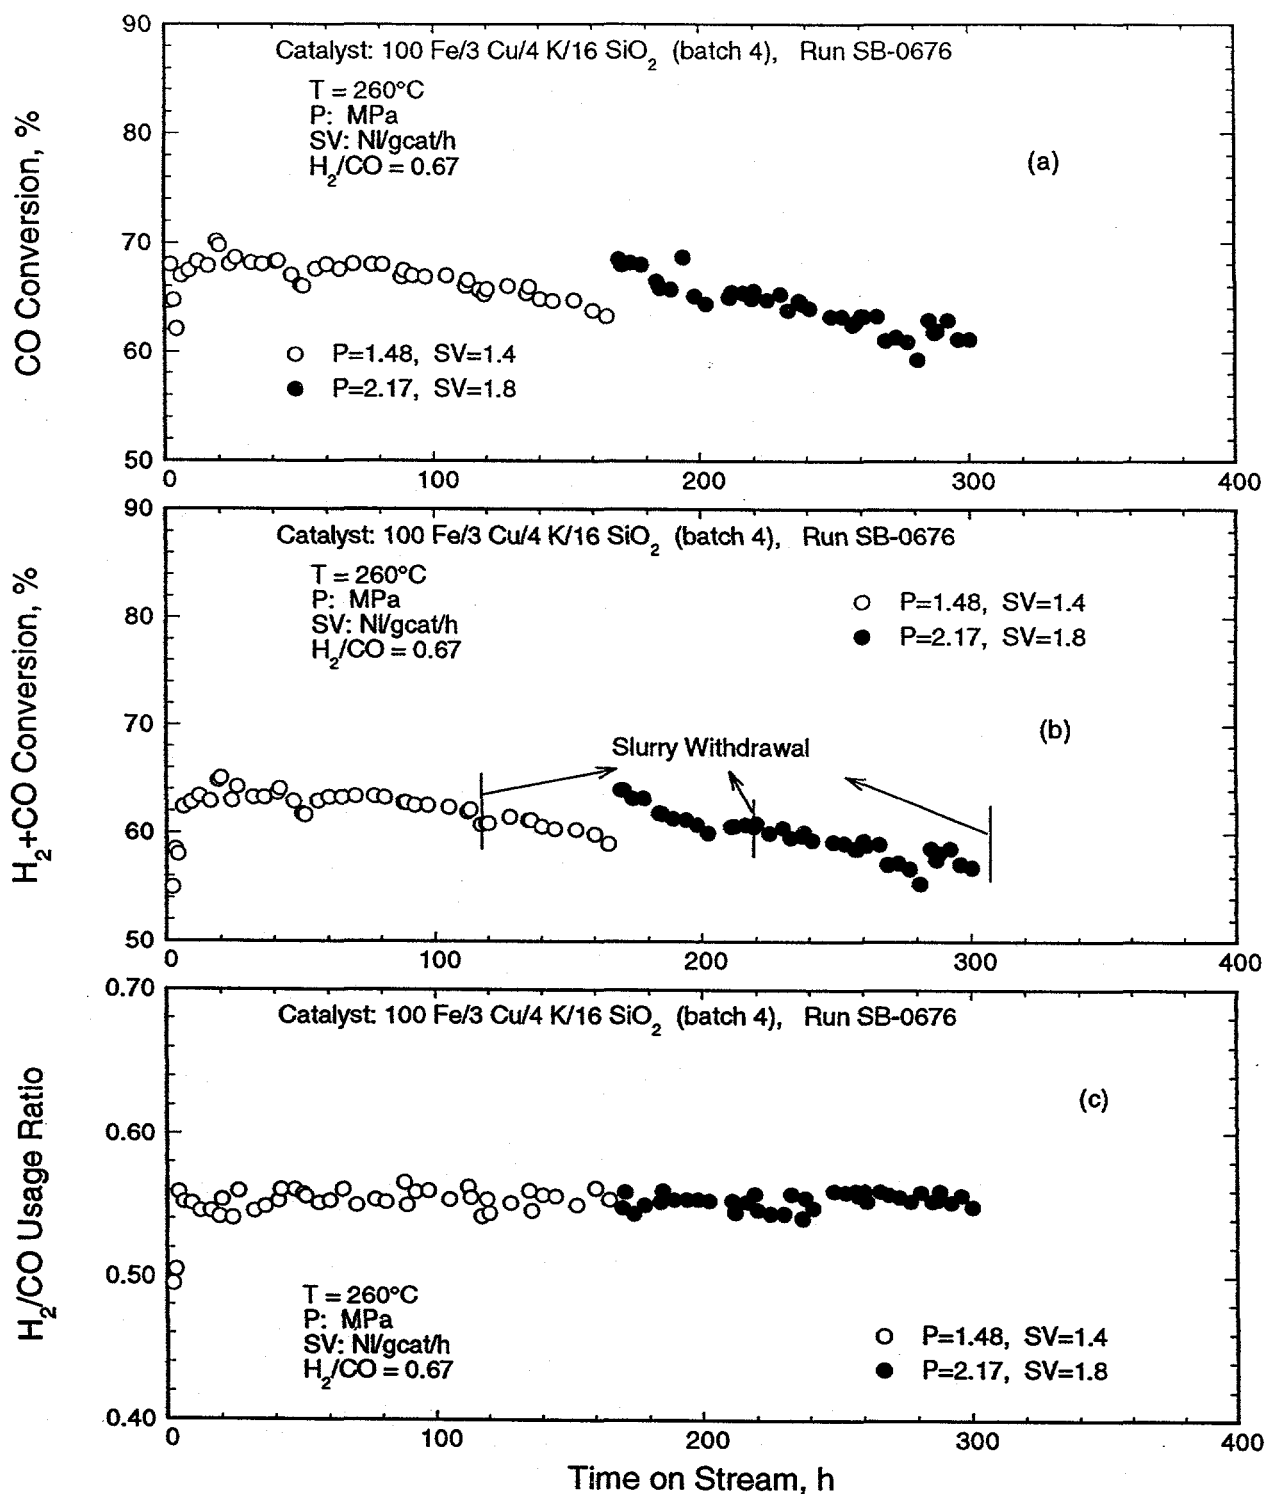 CO Conversion, %
90
80
70
60
50
Catalyst: 100 Fe/3 Cu/4 K/16 SiO2 (batch 4), Run SB-0676
T = 260°C
P: MPa
SV: Nl/gcat/h
H2/CO = 0.67
(a)
P=1.48, SV=1.4
P=2.17, SV=1.8
0 100 200 300 400
H2+CO Conversion, %
90
80
70
60
50
Catalyst: 100 Fe/3 Cu/4 K/16 SiO2 (batch 4), Run SB-0676
T = 260°C
P: MPa
SV: Nl/gcat/h
H2/CO = 0.67
P=1.48, SV=1.4
P=2.17, SV=1.8
(b)
Slurry Withdrawal
0 100 200 300 400
H2/CO Usage Ratio
0.70
0.60
0.50
0.40
Catalyst: 100 Fe/3 Cu/4 K/16 SiO2 (batch 4), Run SB-0676
(c)
T = 260°C
P: MPa
SV: Nl/gcat/h
H2/CO = 0.67
P=1.48, SV=1.4
P=2.17, SV=1.8
0 100 200 300 400
Time on Stream, h